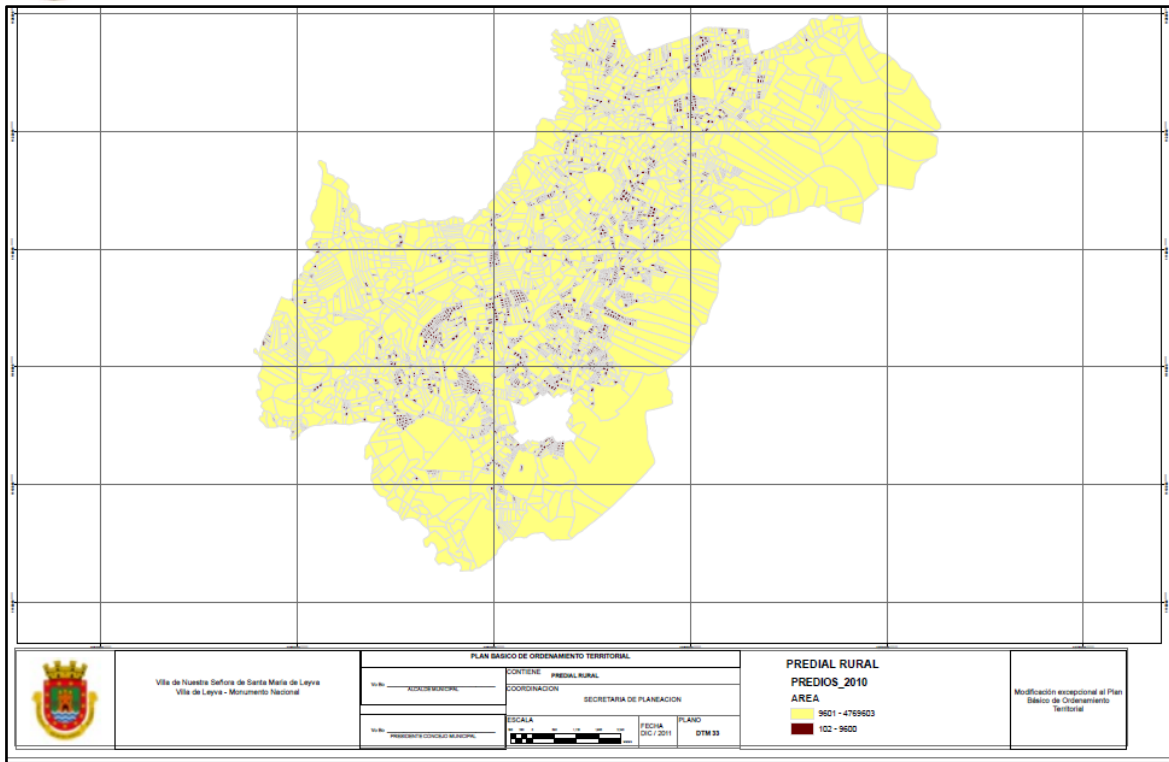 Villa de Nuestra Señora de Santa Maria de Leyva
Villa de Leyva - Monumento Nacional
PLAN BASICO DE ORDENAMIENTO TERRITORIAL
Vo Bo
ALCALDE MUNICIPAL
Vo Bo
PRESIDENTE CONCEJO MUNICIPAL
CONTIENE PREDIAL RURAL
COORDINACION
SECRETARIA DE PLANEACION
ESCALA
FECHA
DIC / 2011
PLANO
DTM 33
PREDIAL RURAL
PREDIOS_2010
AREA
9601 - 4769603
102 - 9600
Modificación excepcional al Plan
Básico de Ordenamiento
Territorial